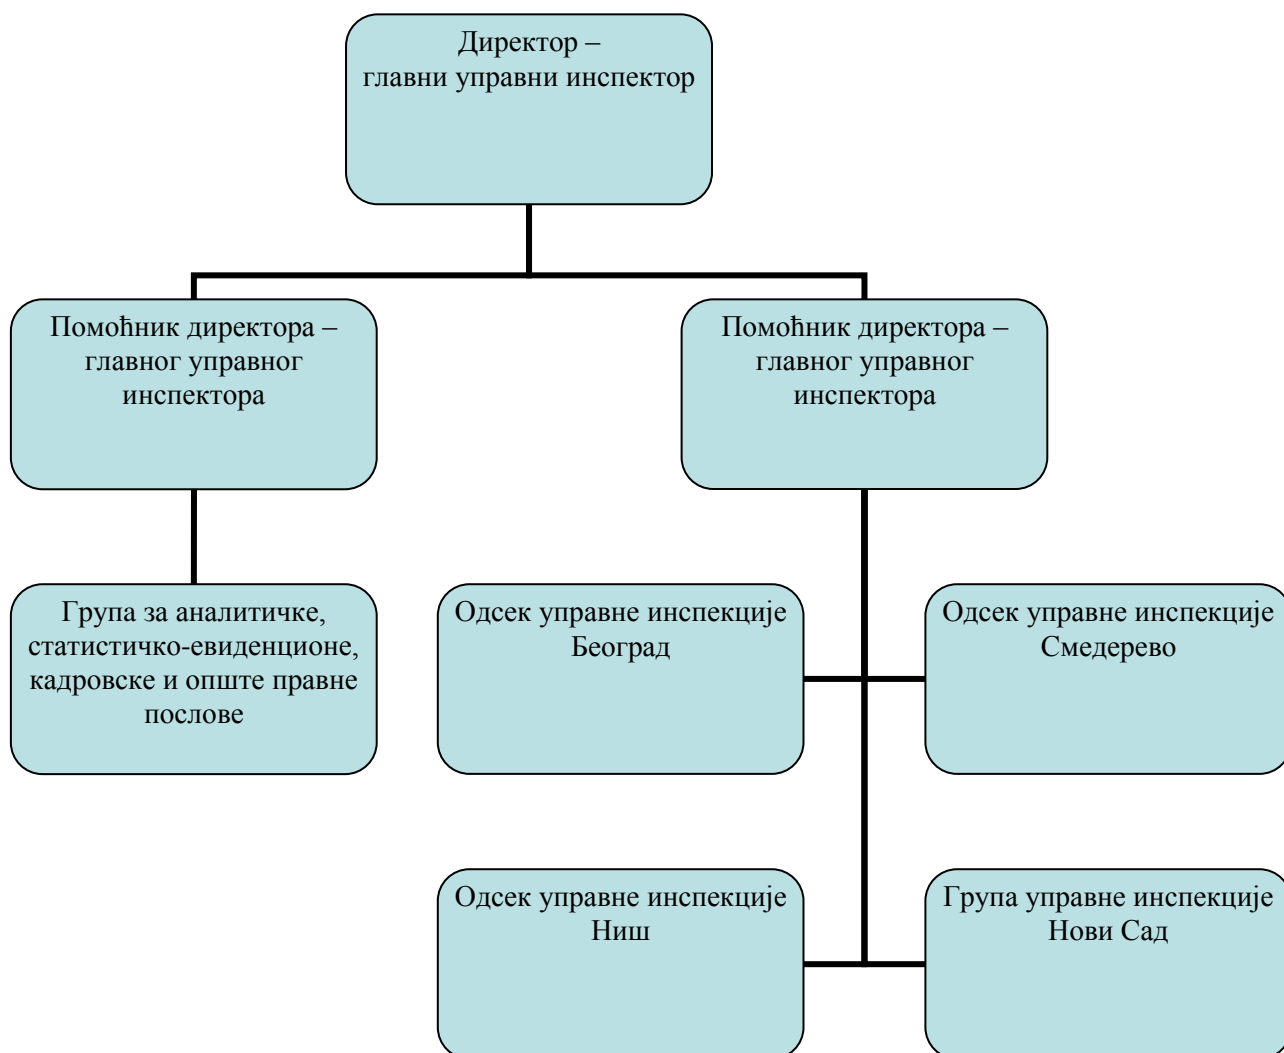 Директор –
главни управни инспектор
Помоћник директора –
главног управног
инспектора
Помоћник директора –
главног управног
инспектора
Група за аналитичке,
статистичко-евиденционе,
кадровске и опште правне
послове
Одсек управне инспекције
Београд
Одсек управне инспекције
Смедерево
Одсек управне инспекције
Ниш
Група управне инспекције
Нови Сад